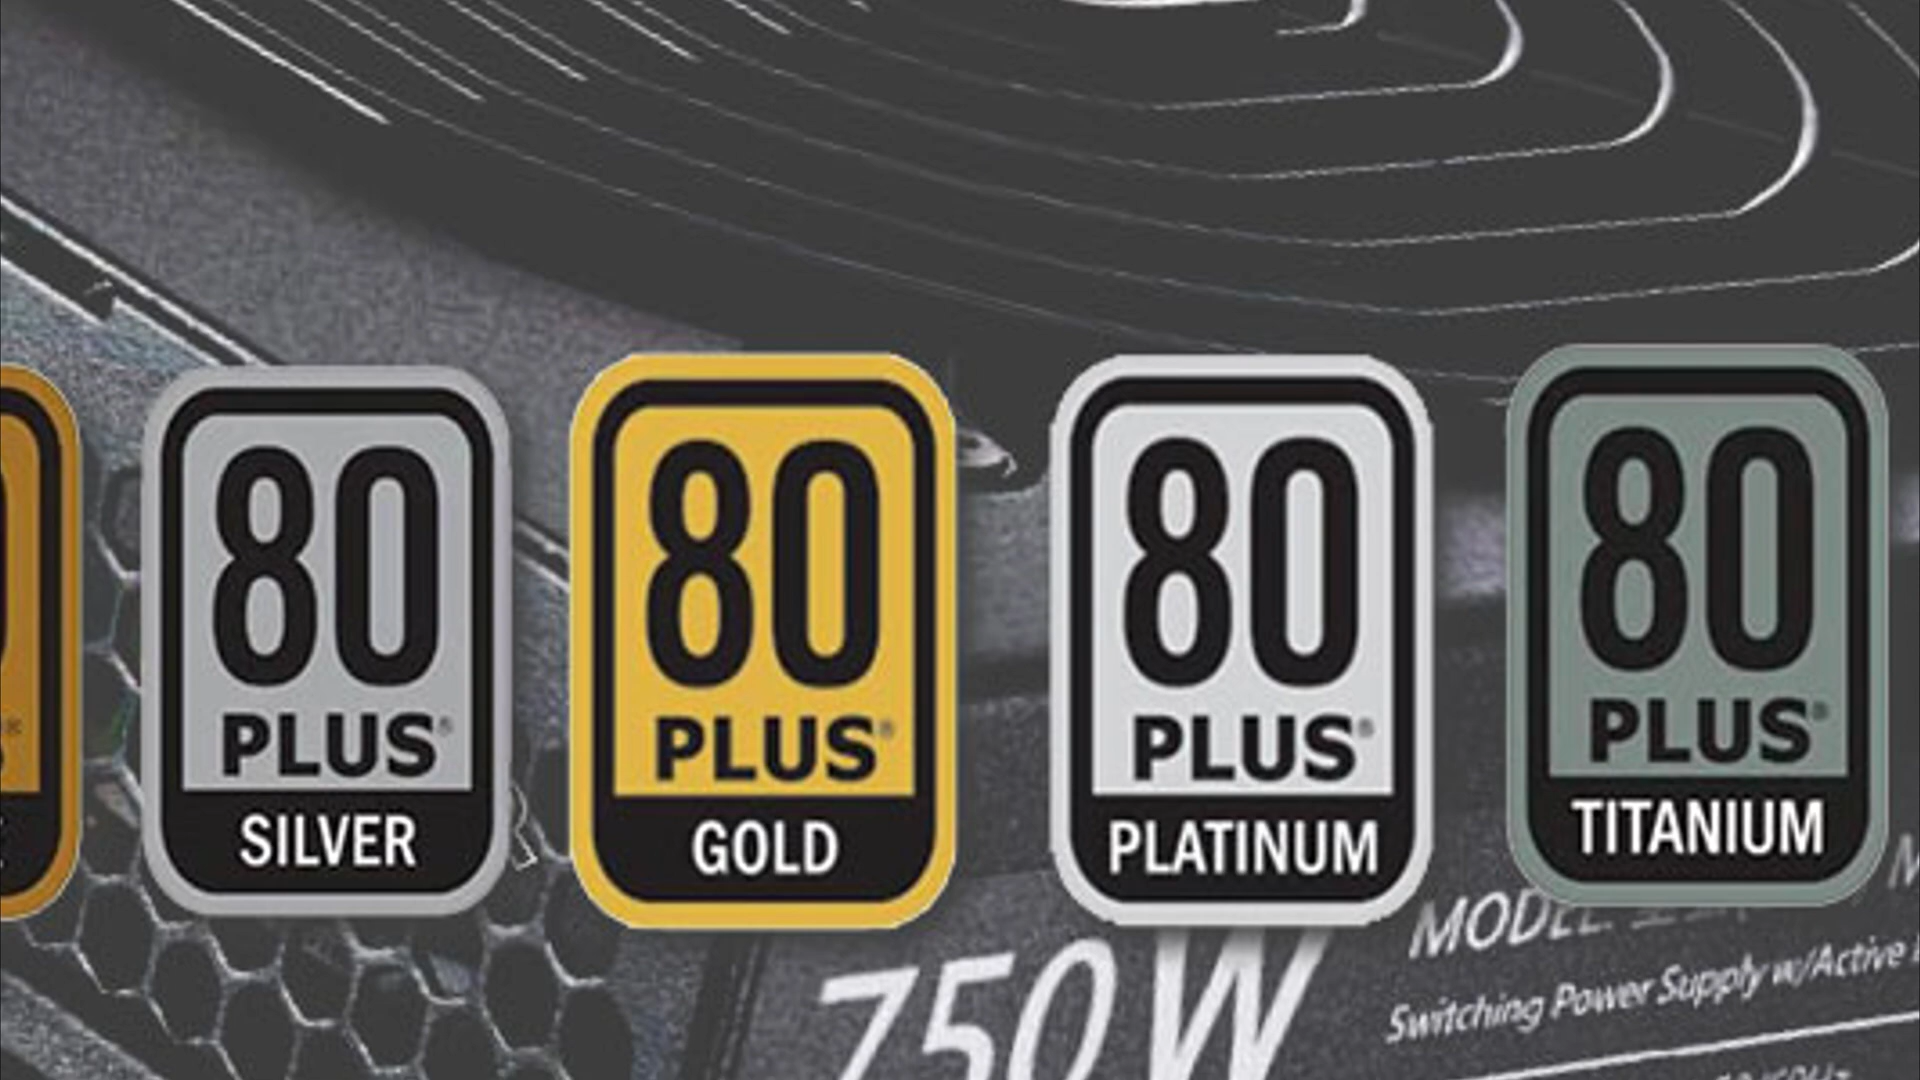 80
PLUS®
SILVER
80
PLUS®
GOLD
80
PLUS®
PLATINUM
80
PLUS®
TITANIUM
750W
MODEL
Switching Power Supply w/Active